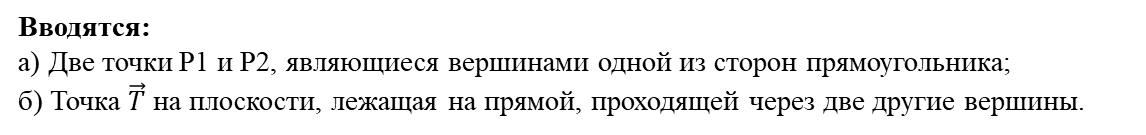 Вводятся:
а) Две точки P1 и P2, являющиеся вершинами одной из сторон прямоугольника;
б) Точка T⃗ на плоскости, лежащая на прямой, проходящей через две другие вершины.